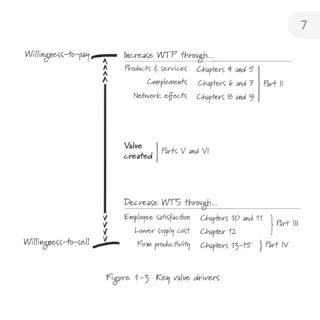 7
Willingness-to-pay
Increase WTP through...
Products & services Chapters 4 and 5
Complements Chapters 6 and 7
Part II
Network effects Chapters 8 and 9
Value
created
Parts V and VI
Decrease WTS through...
Employee satisfaction Chapters 10 and 11
Part III
Lower supply cost Chapter 12
Willingness-to-sell
Firm productivity Chapters 13-15
Part IV
Figure 1-3 Key value drivers